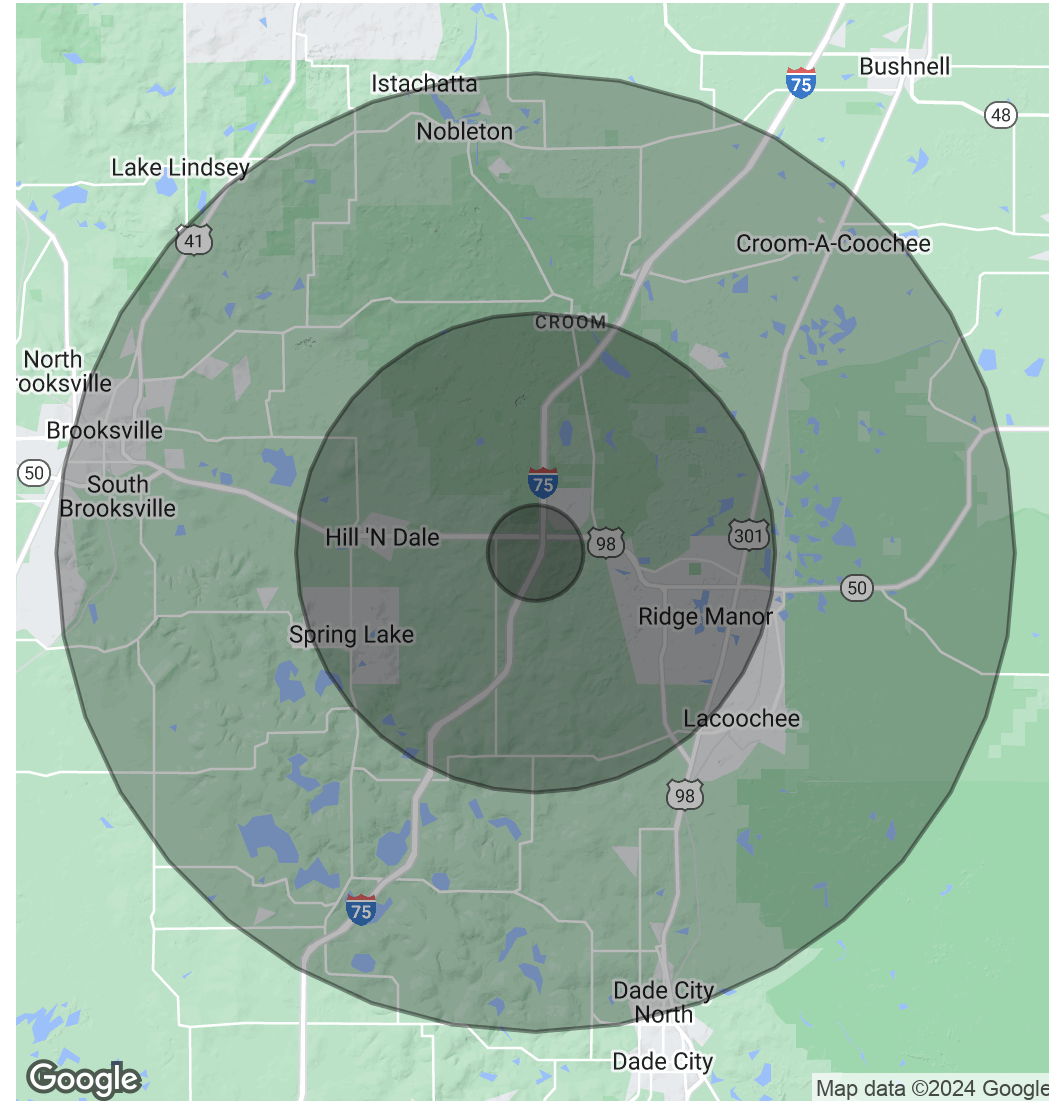 Istachatta
Bushnell
75
48
Nobleton
Lake Lindsey
41
Croom-A-Coochee
CROOM
North
rooksville
Brooksville
50
75
South
Brooksville
Hill 'N Dale
98
301
50
Ridge Manor
Spring Lake
Lacoochee
98
75
Dade City
North
Dade City
Google
Map data ©2024 Google